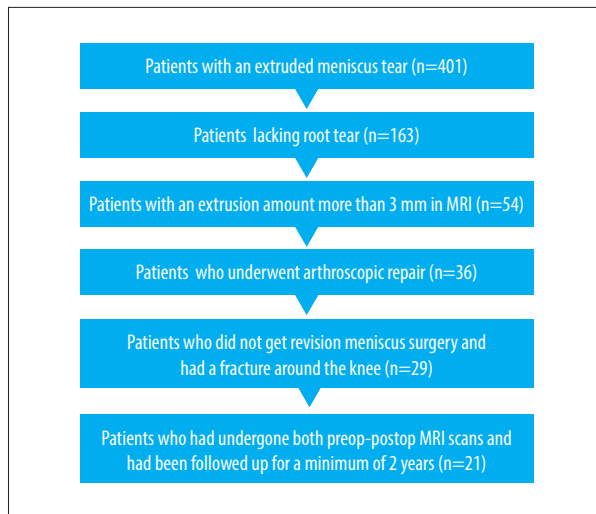 Patients with an extruded meniscus tear (n=401)
Patients lacking root tear (n=163)
Patients with an extrusion amount more than 3 mm in MRI (n=54)
Patients who underwent arthroscopic repair (n=36)
Patients who did not get revision meniscus surgery and
had a fracture around the knee (n=29)
Patients who had undergone both preop-postop MRI scans and
had been followed up for a minimum of 2 years (n=21)